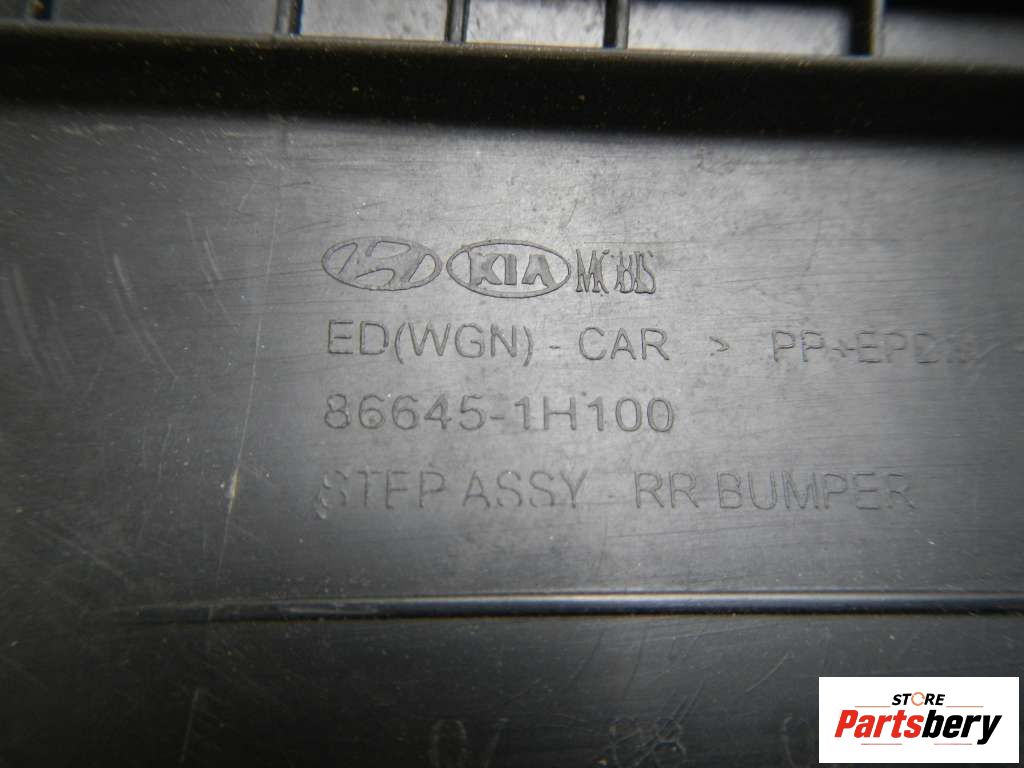 KIA MOBIS
ED(WGN) - CAR > PP+EPDM
86645-1H100
STEP ASSY - RR BUMPER
STORE
Partsbery